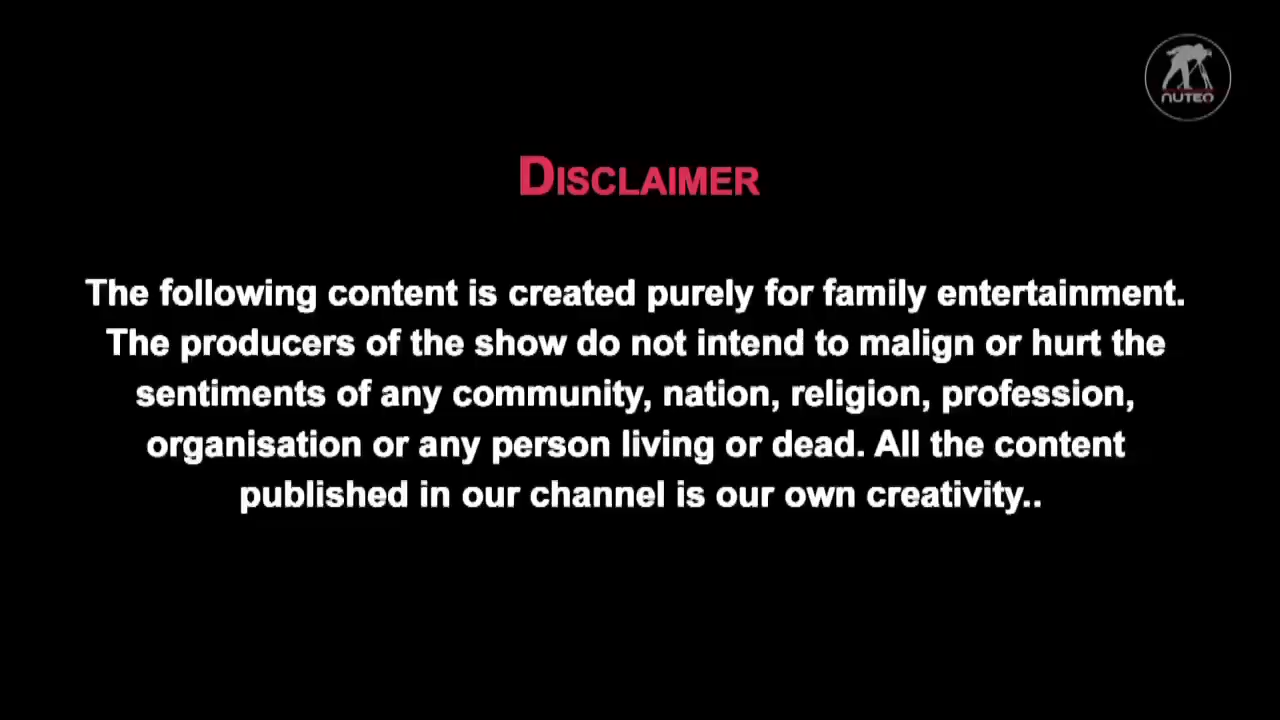 NUTEQ
DISCLAIMER
The following content is created purely for family entertainment.
The producers of the show do not intend to malign or hurt the
sentiments of any community, nation, religion, profession,
organisation or any person living or dead. All the content
published in our channel is our own creativity..